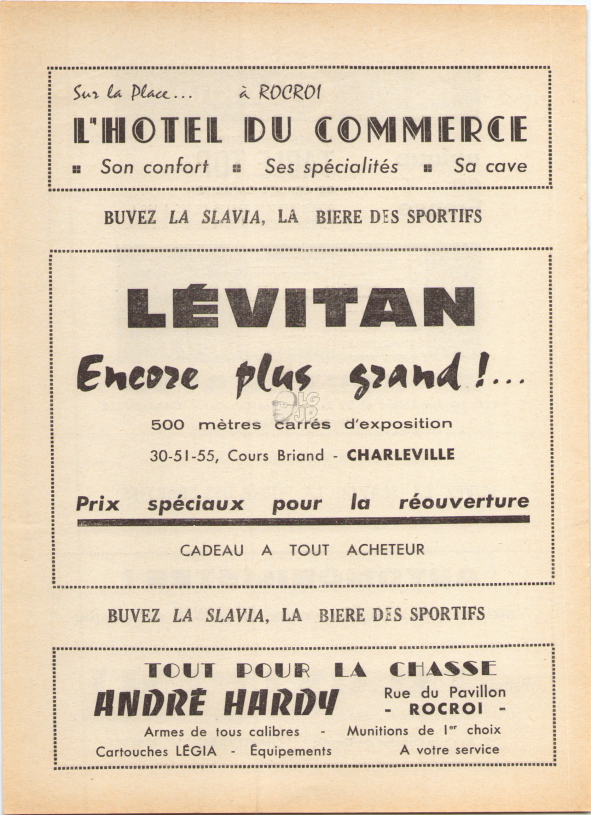 Sur la Place... à ROCROI
L'HOTEL DU COMMERCE
Son confort Ses spécialités Sa cave
BUVEZ LA SLAVIA, LA BIERE DES SPORTIFS
LÉVITAN
Encore plus grand !...
LG
JP
500 mètres carrés d'exposition
30-51-55, Cours Briand - CHARLEVILLE
Prix spéciaux pour la réouverture
CADEAU A TOUT ACHETEUR
BUVEZ LA SLAVIA, LA BIERE DES SPORTIFS
TOUT POUR LA CHASSE
ANDRÉ HARDY Rue du Pavillon
- ROCROI -
Armes de tous calibres - Munitions de 1er choix
Cartouches LÉGIA - Équipements A votre service